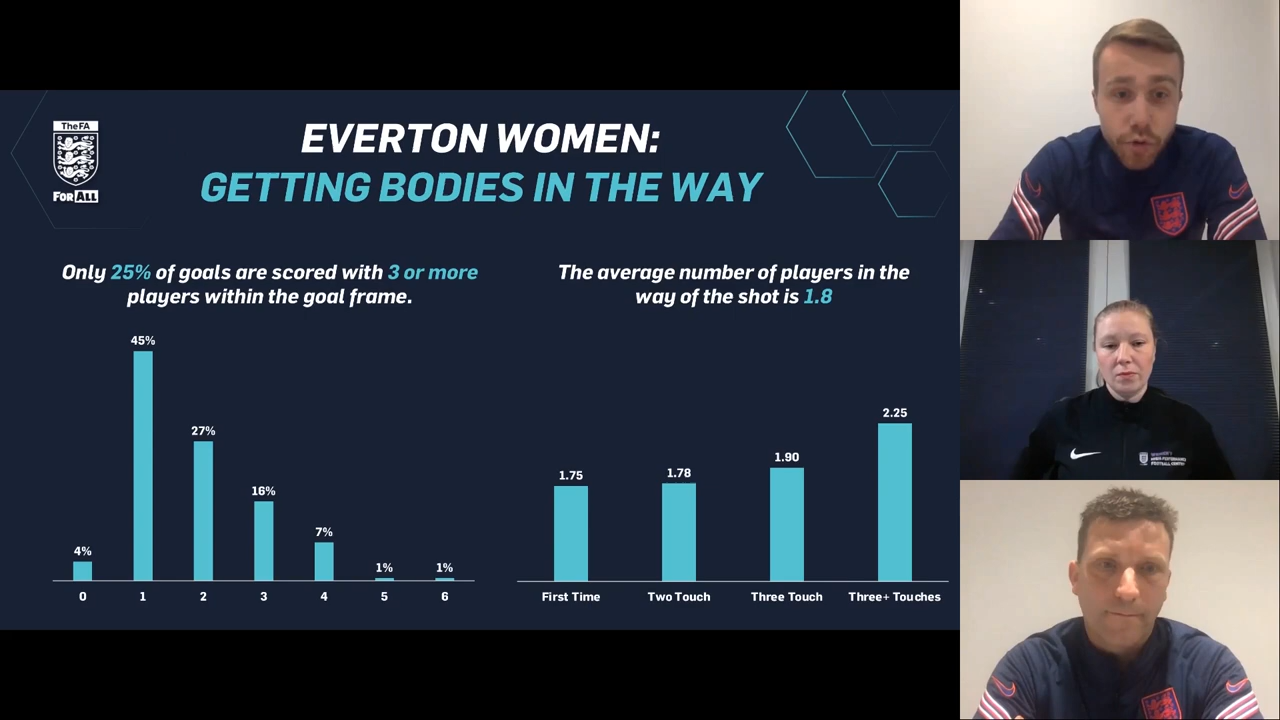 TheFA
FOR ALL
EVERTON WOMEN:
GETTING BODIES IN THE WAY
Only 25% of goals are scored with 3 or more
players within the goal frame.
45%
27%
16%
7%
4%
1%
1%
0 1 2 3 4 5 6
The average number of players in the
way of the shot is 1.8
2.25
1.90
1.78
1.75
First Time Two Touch Three Touch Three+ Touches